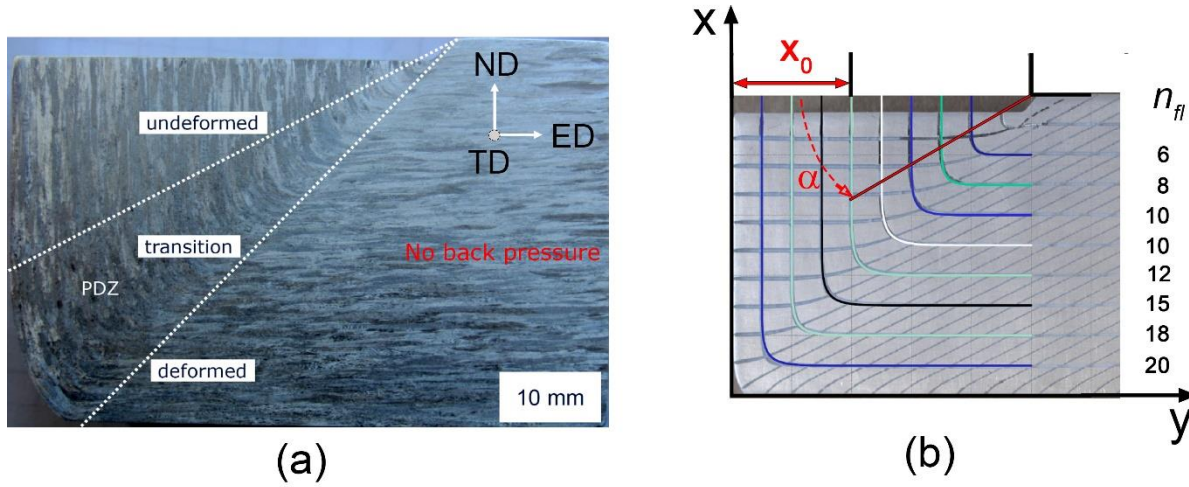 ND
ED
TD
undeformed
transition
No back pressure
PDZ
deformed
10 mm
(a)
x
x0
nfl
α
6
8
10
10
12
15
18
20
y
(b)